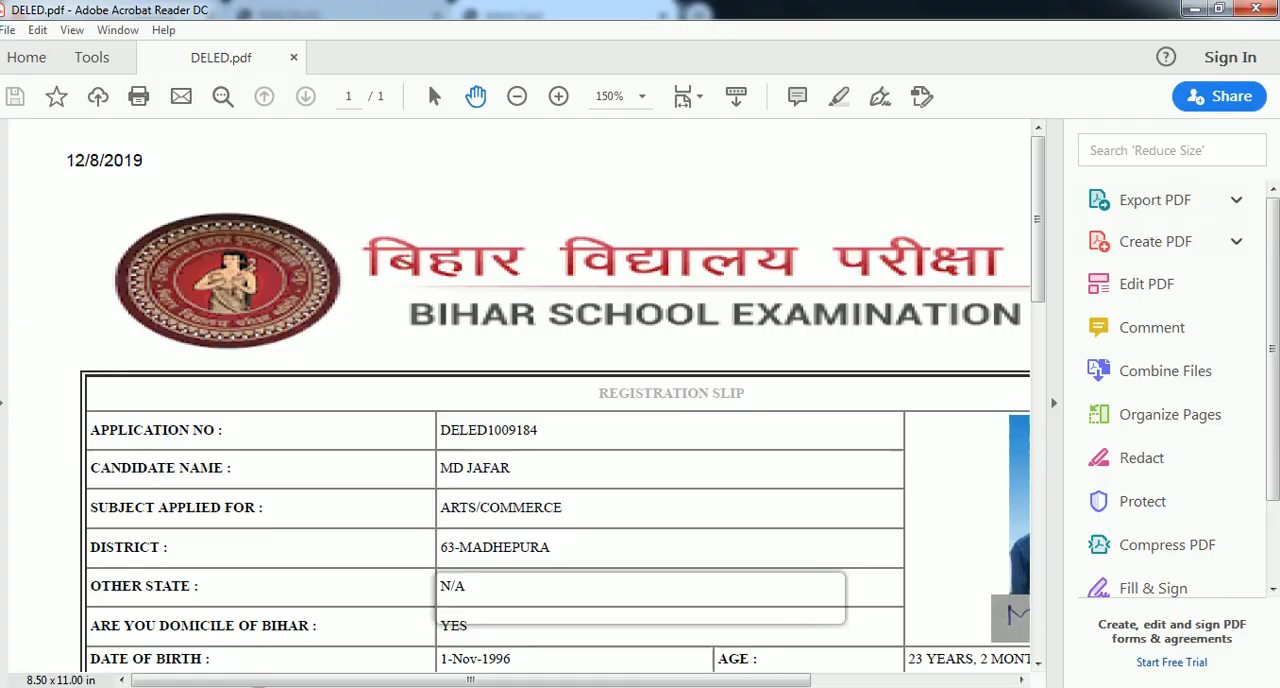 DELED.pdf - Adobe Acrobat Reader DC
File Edit View Window Help
Home Tools DELED.pdf × ? Sign In
1 / 1 150% Share
Search 'Reduce Size'
12/8/2019
Export PDF
Create PDF
बिहार विद्यालय परीक्षा
BIHAR SCHOOL EXAMINATION
Edit PDF
Comment
Combine Files
REGISTRATION SLIP
Organize Pages
APPLICATION NO : DELED1009184
Redact
CANDIDATE NAME : MD JAFAR
SUBJECT APPLIED FOR : ARTS/COMMERCE
Protect
DISTRICT : 63-MADHEPURA
Compress PDF
OTHER STATE : N/A
Fill & Sign
ARE YOU DOMICILE OF BIHAR : YES
Create, edit and sign PDF
forms & agreements
DATE OF BIRTH : 1-Nov-1996 AGE : 23 YEARS, 2 MONT
Start Free Trial
8.50 x 11.00 in